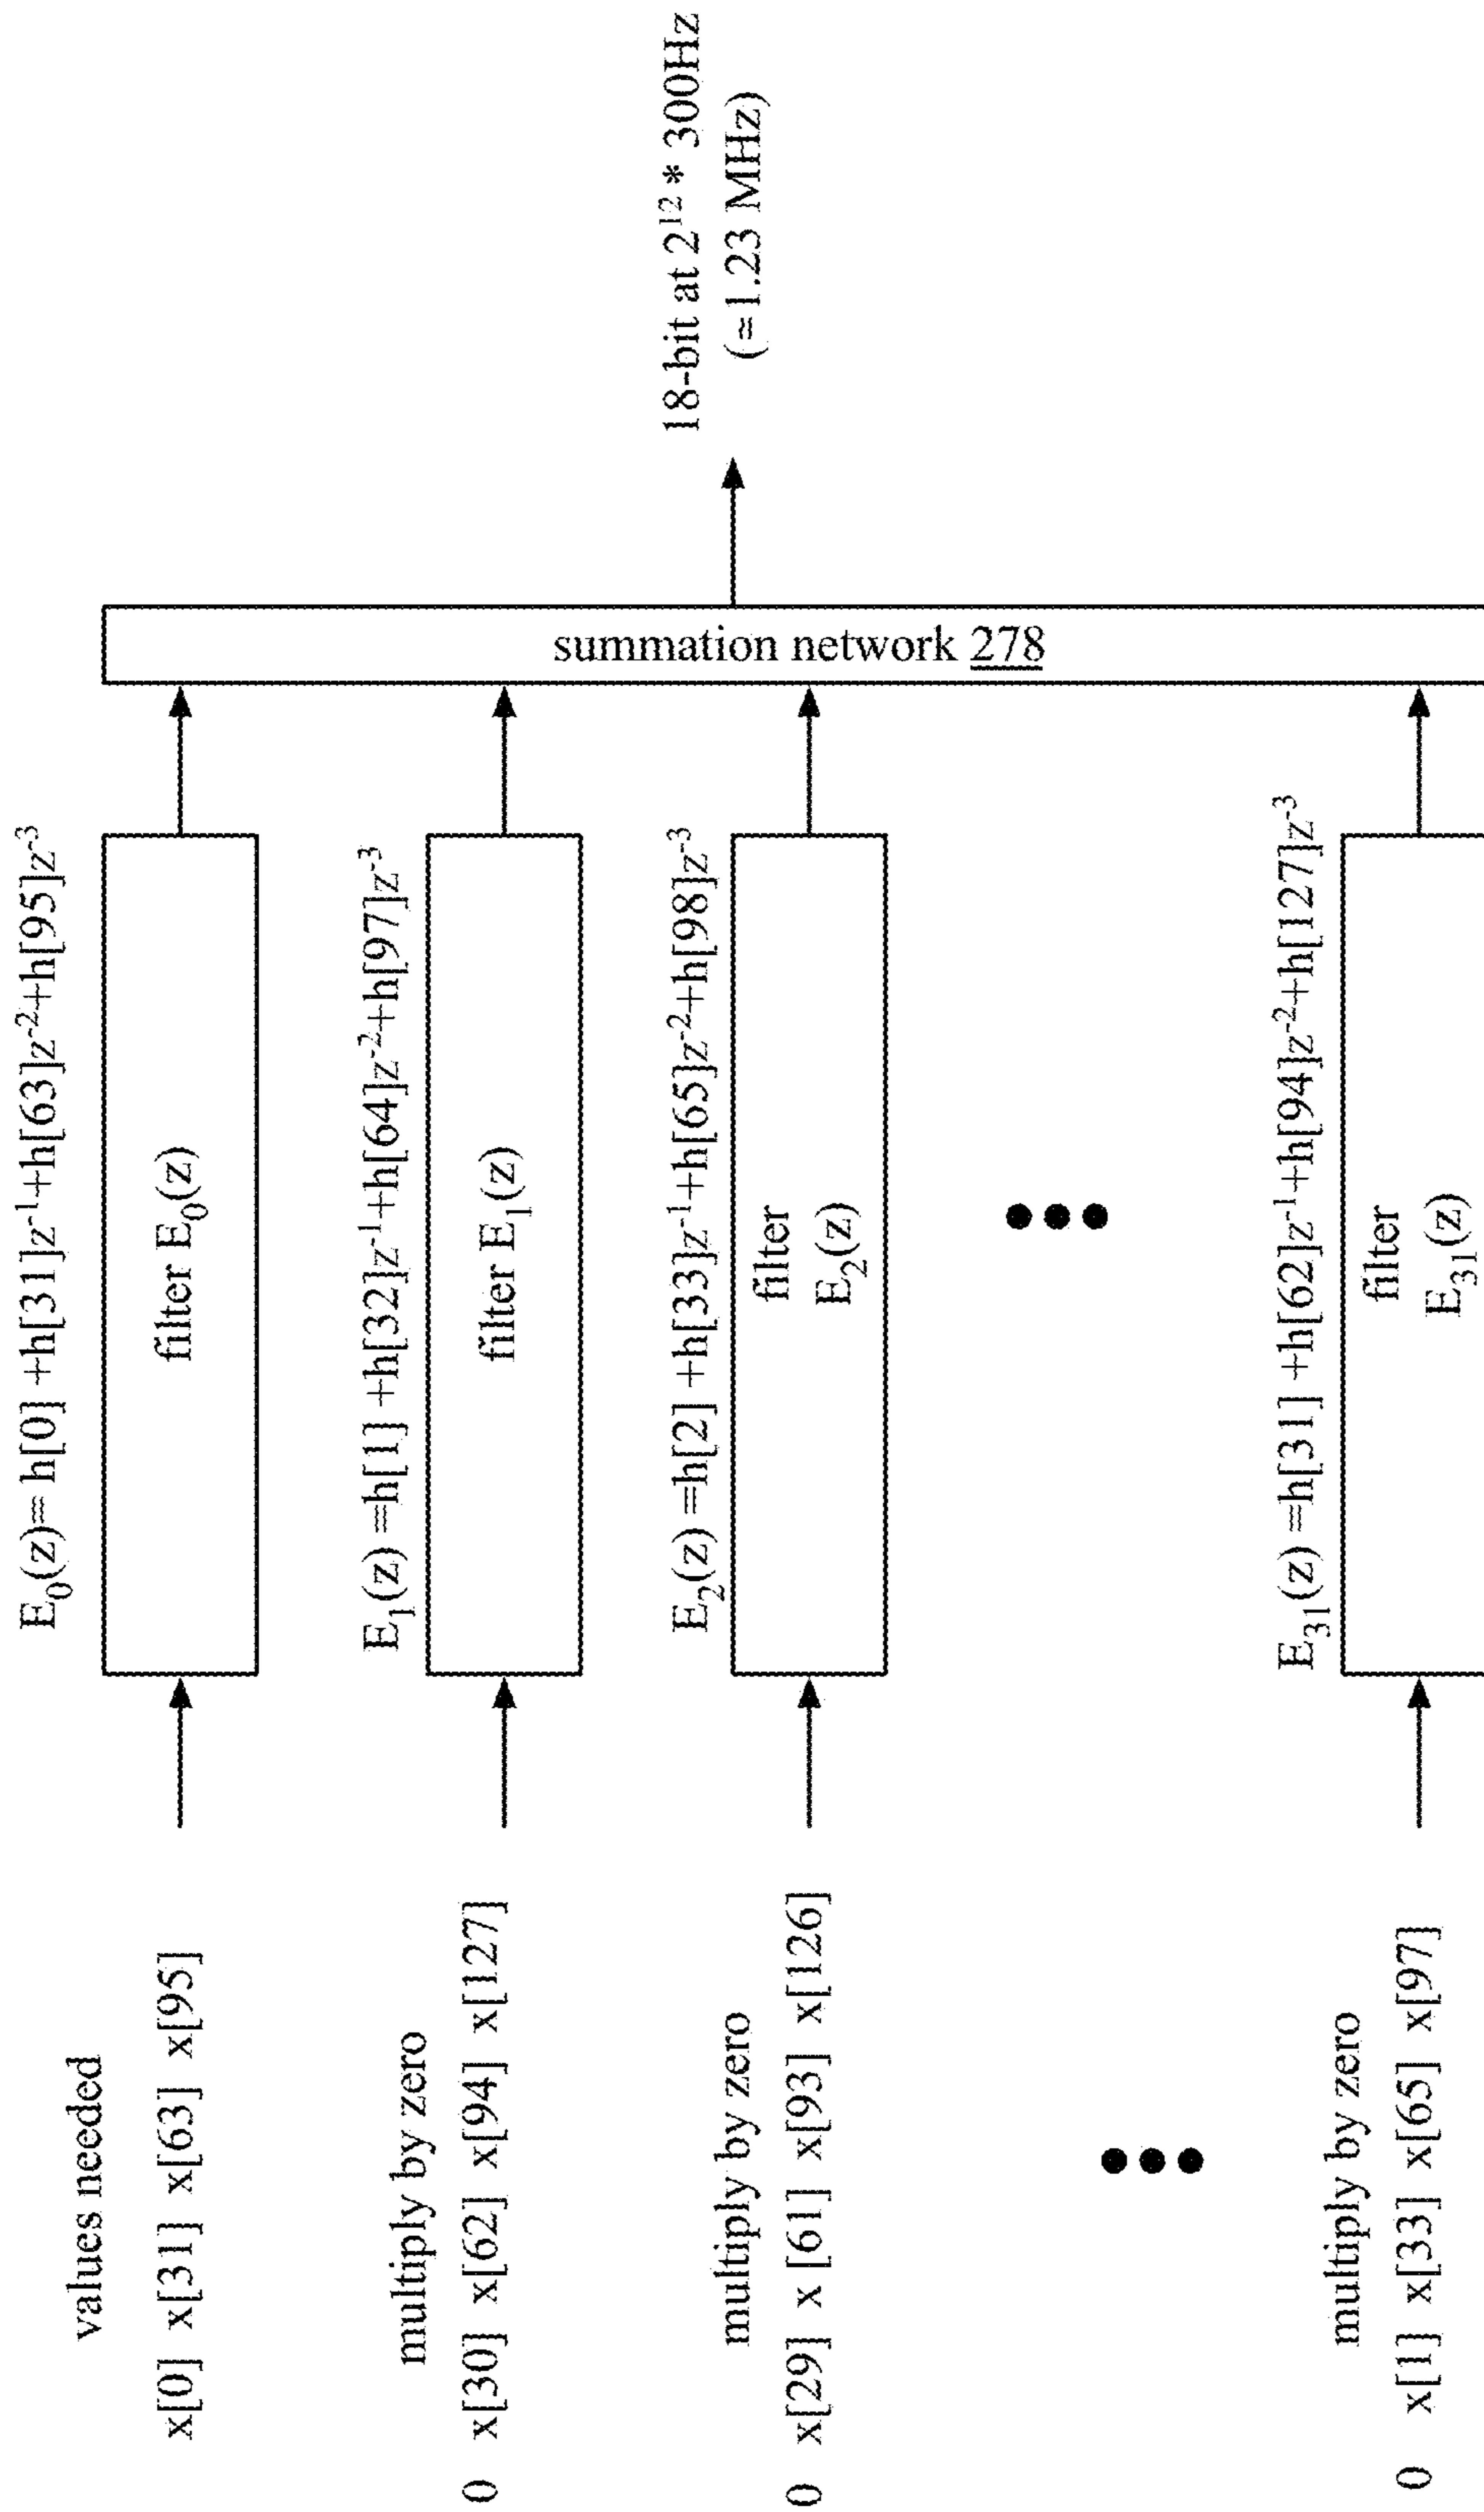 values needed
x[0] x[31] x[63] x[95]
E₀(z)= h[0] +h[31]z⁻¹+h[63]z⁻²+h[95]z⁻³
filter E₀(z)
multiply by zero
0 x[30] x[62] x[94] x[127]
E₁(z) =h[1] +h[32]z⁻¹+h[64]z⁻²+h[97]z⁻³
filter E₁(z)
multiply by zero
0 x[29] x [61] x[93] x[126]
E₂(z) =h[2] +h[33]z⁻¹+h[65]z⁻²+h[98]z⁻³
filter
E₂(z)
multiply by zero
0 x[1] x[33] x[65] x[97]
E₃₁(z) =h[31] +h[62]z⁻¹+h[94]z⁻²+h[127]z⁻³
filter
E₃₁(z)
summation network 278
18-bit at 2¹² * 300Hz
(≈1.23 MHz)